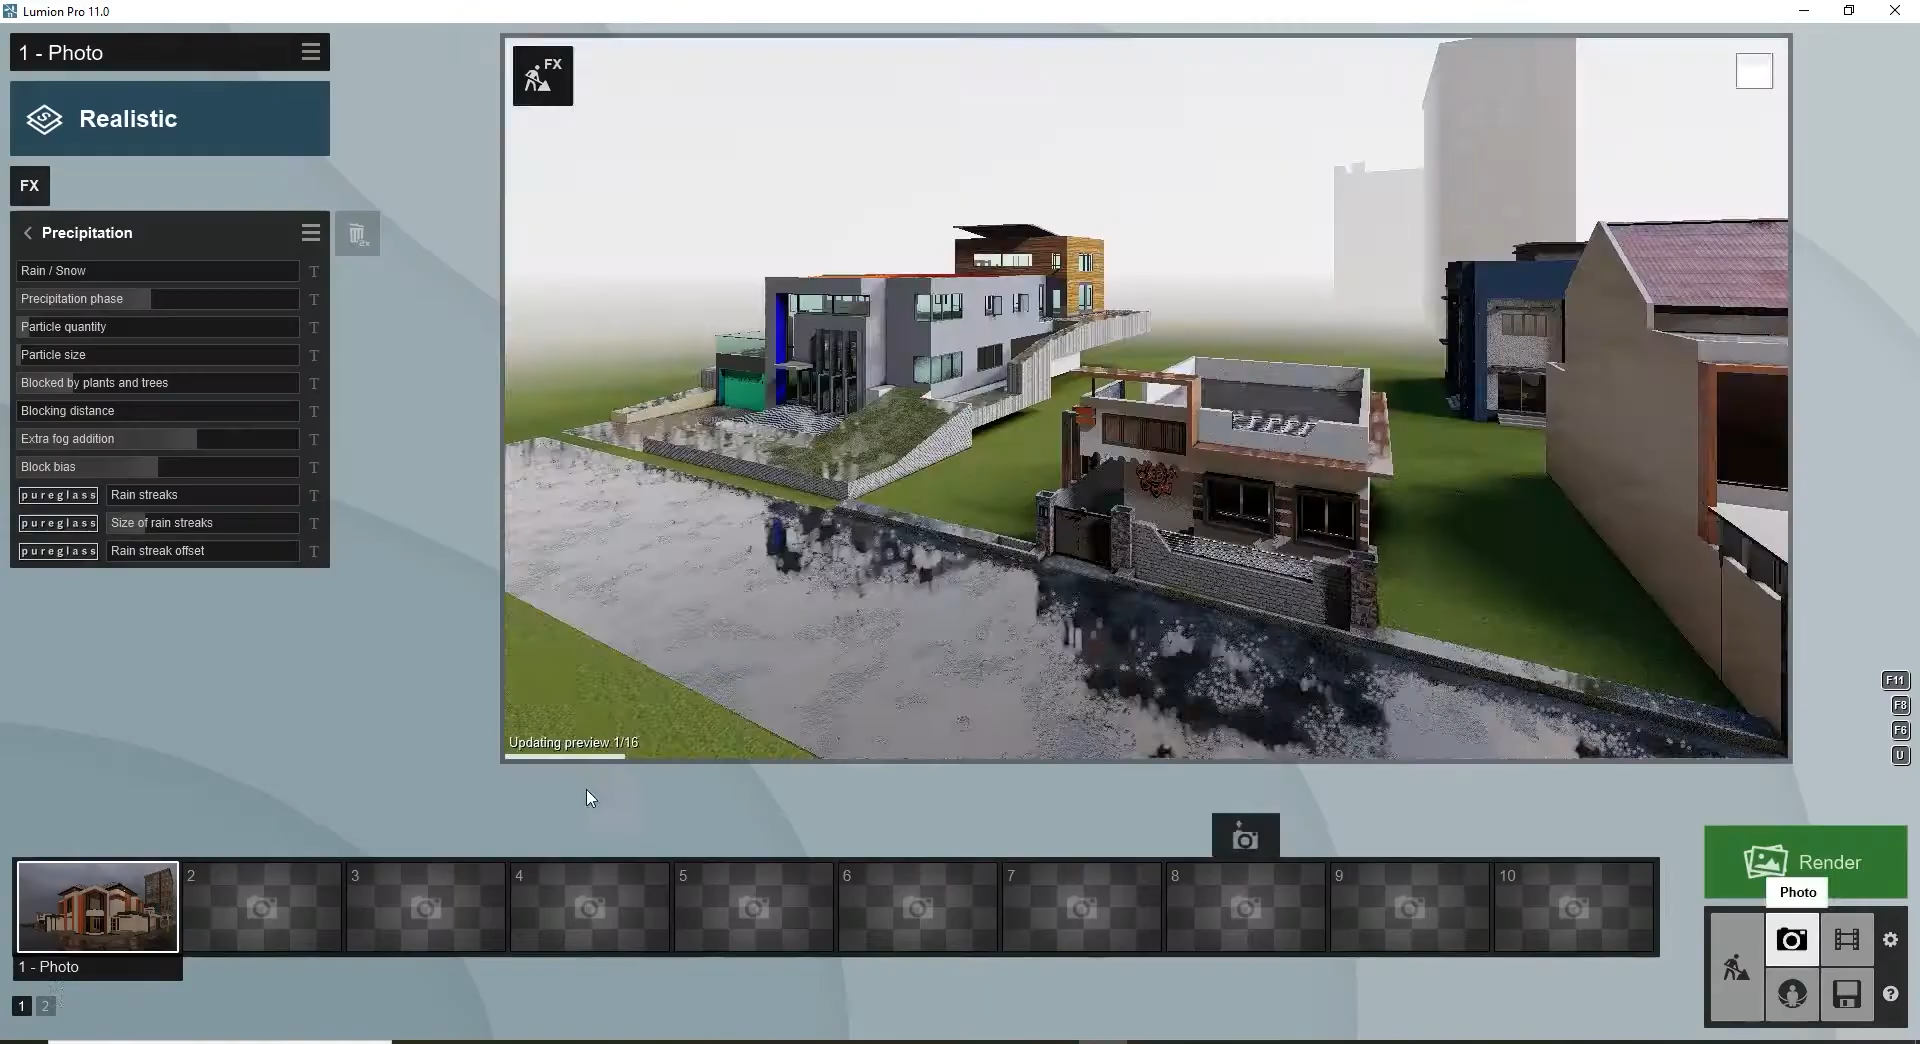 Lumion Pro 11.0
1 - Photo
Realistic
FX
Precipitation
2x
Rain / Snow T
Precipitation phase T
Particle quantity T
Particle size T
Blocked by plants and trees T
Blocking distance T
Extra fog addition T
Block bias T
pureglass Rain streaks T
pureglass Size of rain streaks T
pureglass Rain streak offset T
FX
Updating preview 1/16
F11
F8
F6
U
Render
Photo
2 3 4 5 6 7 8 9 10
1 - Photo
1 2
?